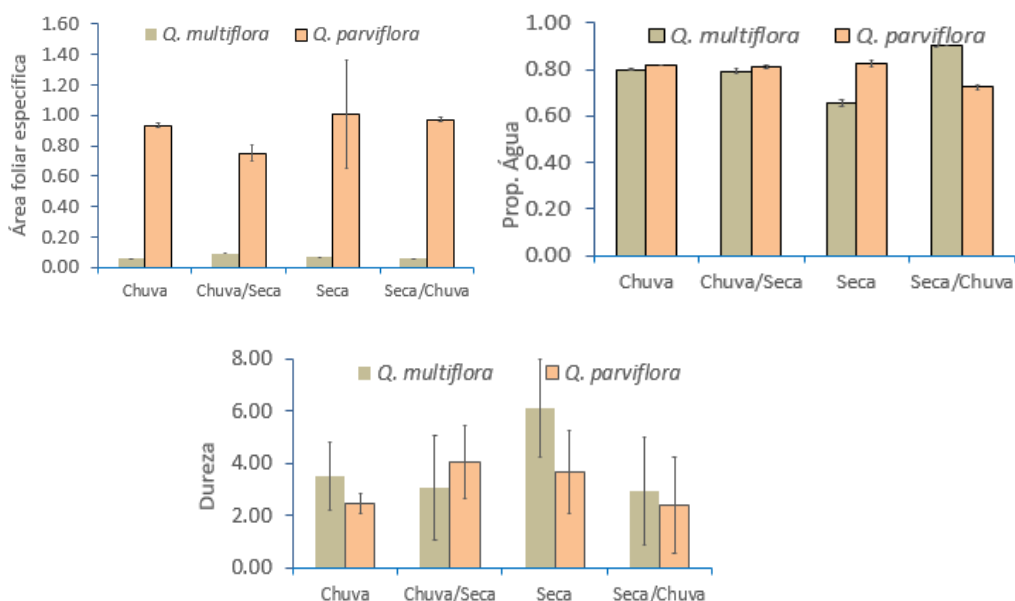 Área foliar específica
1.60
1.40
1.20
1.00
0.80
0.60
0.40
0.20
0.00
Q. multiflora Q. parviflora
Chuva Chuva/Seca Seca Seca/Chuva
Prop. Água
1.00
0.80
0.60
0.40
0.20
0.00
Q. multiflora Q. parviflora
Chuva Chuva/Seca Seca Seca/Chuva
Dureza
8.00
6.00
4.00
2.00
0.00
Q. multiflora Q. parviflora
Chuva Chuva/Seca Seca Seca/Chuva